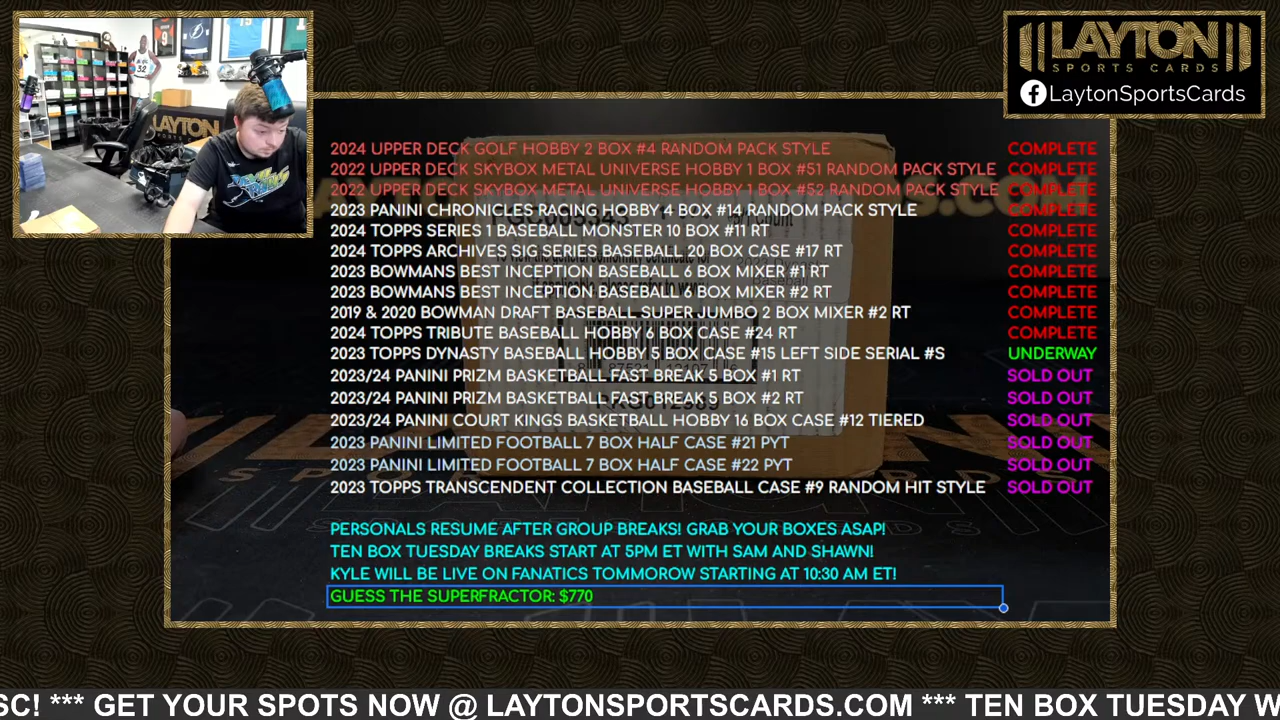 LAYTON
SPORTS CARDS
LaytonSportsCards
32
LAYTON
2024 UPPER DECK GOLF HOBBY 2 BOX #4 RANDOM PACK STYLE COMPLETE
2022 UPPER DECK SKYBOX METAL UNIVERSE HOBBY 1 BOX #51 RANDOM PACK STYLE COMPLETE
2022 UPPER DECK SKYBOX METAL UNIVERSE HOBBY 1 BOX #52 RANDOM PACK STYLE COMPLETE
2023 PANINI CHRONICLES RACING HOBBY 4 BOX #14 RANDOM PACK STYLE COMPLETE
2024 TOPPS SERIES 1 BASEBALL MONSTER 10 BOX #11 RT COMPLETE
2024 TOPPS ARCHIVES SIG SERIES BASEBALL 20 BOX CASE #17 RT COMPLETE
2023 BOWMANS BEST INCEPTION BASEBALL 6 BOX MIXER #1 RT COMPLETE
2023 BOWMANS BEST INCEPTION BASEBALL 6 BOX MIXER #2 RT COMPLETE
2019 & 2020 BOWMAN DRAFT BASEBALL SUPER JUMBO 2 BOX MIXER #2 RT COMPLETE
2024 TOPPS TRIBUTE BASEBALL HOBBY 6 BOX CASE #24 RT COMPLETE
2023 TOPPS DYNASTY BASEBALL HOBBY 5 BOX CASE #15 LEFT SIDE SERIAL #S UNDERWAY
2023/24 PANINI PRIZM BASKETBALL FAST BREAK 5 BOX #1 RT SOLD OUT
2023/24 PANINI PRIZM BASKETBALL FAST BREAK 5 BOX #2 RT SOLD OUT
2023/24 PANINI COURT KINGS BASKETBALL HOBBY 16 BOX CASE #12 TIERED SOLD OUT
2023 PANINI LIMITED FOOTBALL 7 BOX HALF CASE #21 PYT SOLD OUT
2023 PANINI LIMITED FOOTBALL 7 BOX HALF CASE #22 PYT SOLD OUT
2023 TOPPS TRANSCENDENT COLLECTION BASEBALL CASE #9 RANDOM HIT STYLE SOLD OUT
PERSONALS RESUME AFTER GROUP BREAKS! GRAB YOUR BOXES ASAP!
TEN BOX TUESDAY BREAKS START AT 5PM ET WITH SAM AND SHAWN!
KYLE WILL BE LIVE ON FANATICS TOMMOROW STARTING AT 10:30 AM ET!
GUESS THE SUPERFRACTOR: $770
SC! *** GET YOUR SPOTS NOW @ LAYTONSPORTSCARDS.COM *** TEN BOX TUESDAY W